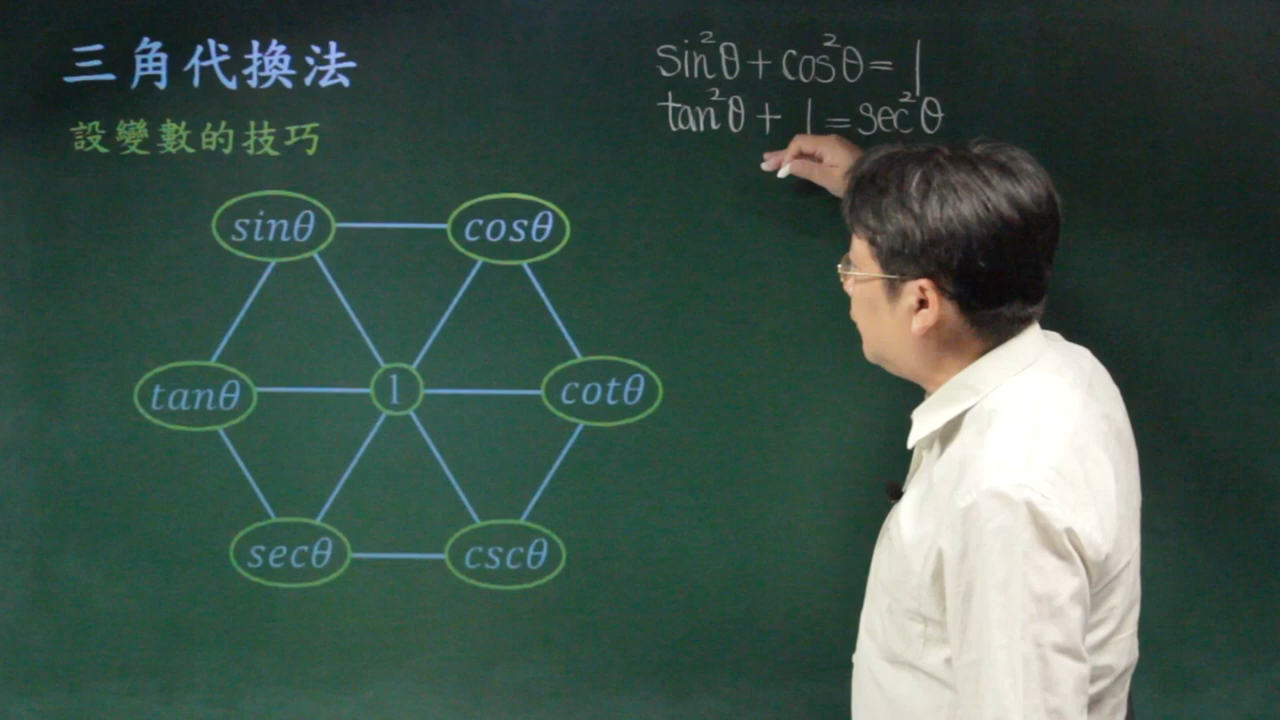 三角代換法
設變數的技巧
sin²θ + cos²θ = 1
tan²θ + 1 = sec²θ
sinθ cosθ
tanθ 1 cotθ
secθ cscθ